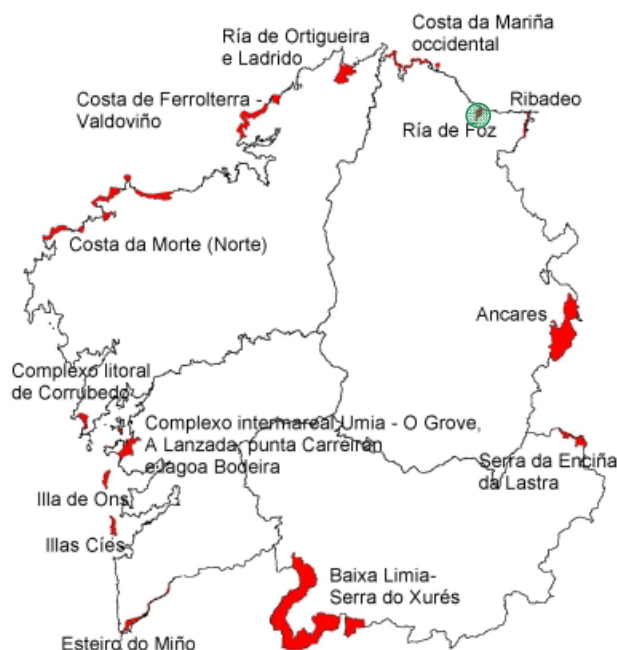 Costa da Mariña
occidental
Ría de Ortigueira
e Ladrido
Costa de Ferrolterra -
Valdoviño
Ribadeo
Ría de Foz
Costa da Morte (Norte)
Ancares
Complexo litoral
de Corrubedo
Complexo intermareal Umia - O Grove,
A Lanzada, punta Carreirón
e lagoa Bodeira
Serra da Enciña
da Lastra
Illa de Ons
Illas Cíes
Baixa Limia-
Serra do Xurés
Esteiro do Miño